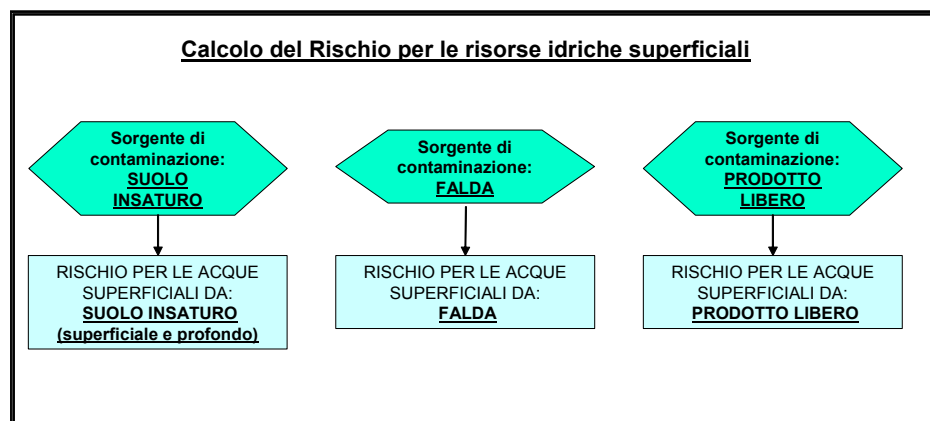 Calcolo del Rischio per le risorse idriche superficiali
Sorgente di
contaminazione:
SUOLO
INSATURO
Sorgente di
contaminazione:
FALDA
Sorgente di
contaminazione:
PRODOTTO
LIBERO
RISCHIO PER LE ACQUE
SUPERFICIALI DA:
SUOLO INSATURO
(superficiale e profondo)
RISCHIO PER LE ACQUE
SUPERFICIALI DA:
FALDA
RISCHIO PER LE ACQUE
SUPERFICIALI DA:
PRODOTTO LIBERO